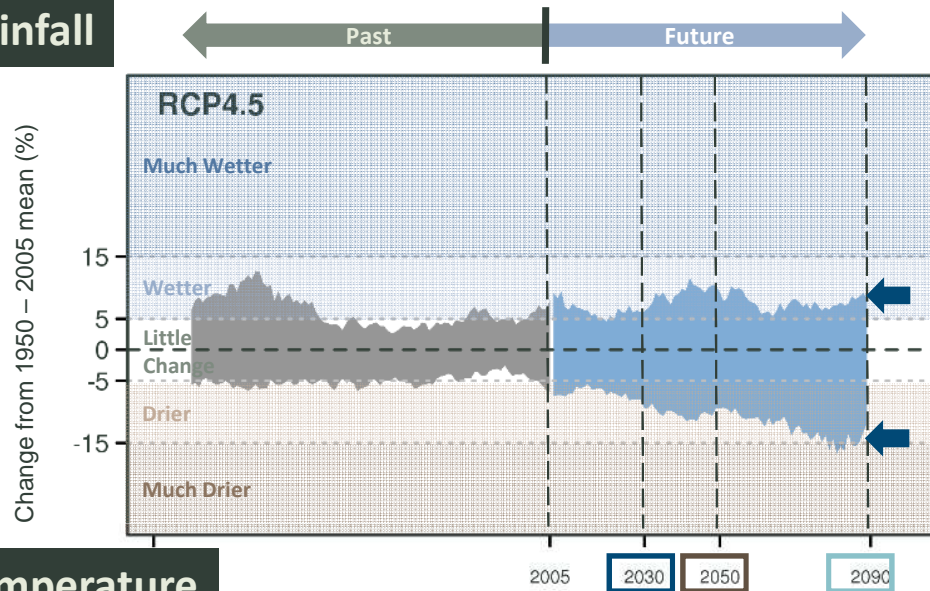 infall
Past
Future
RCP4.5
Much Wetter
15
Wetter
5
Little
0
Change
-5
Drier
-15
Much Drier
Change from 1950 – 2005 mean (%)
mperature
2005
2030
2050
2090